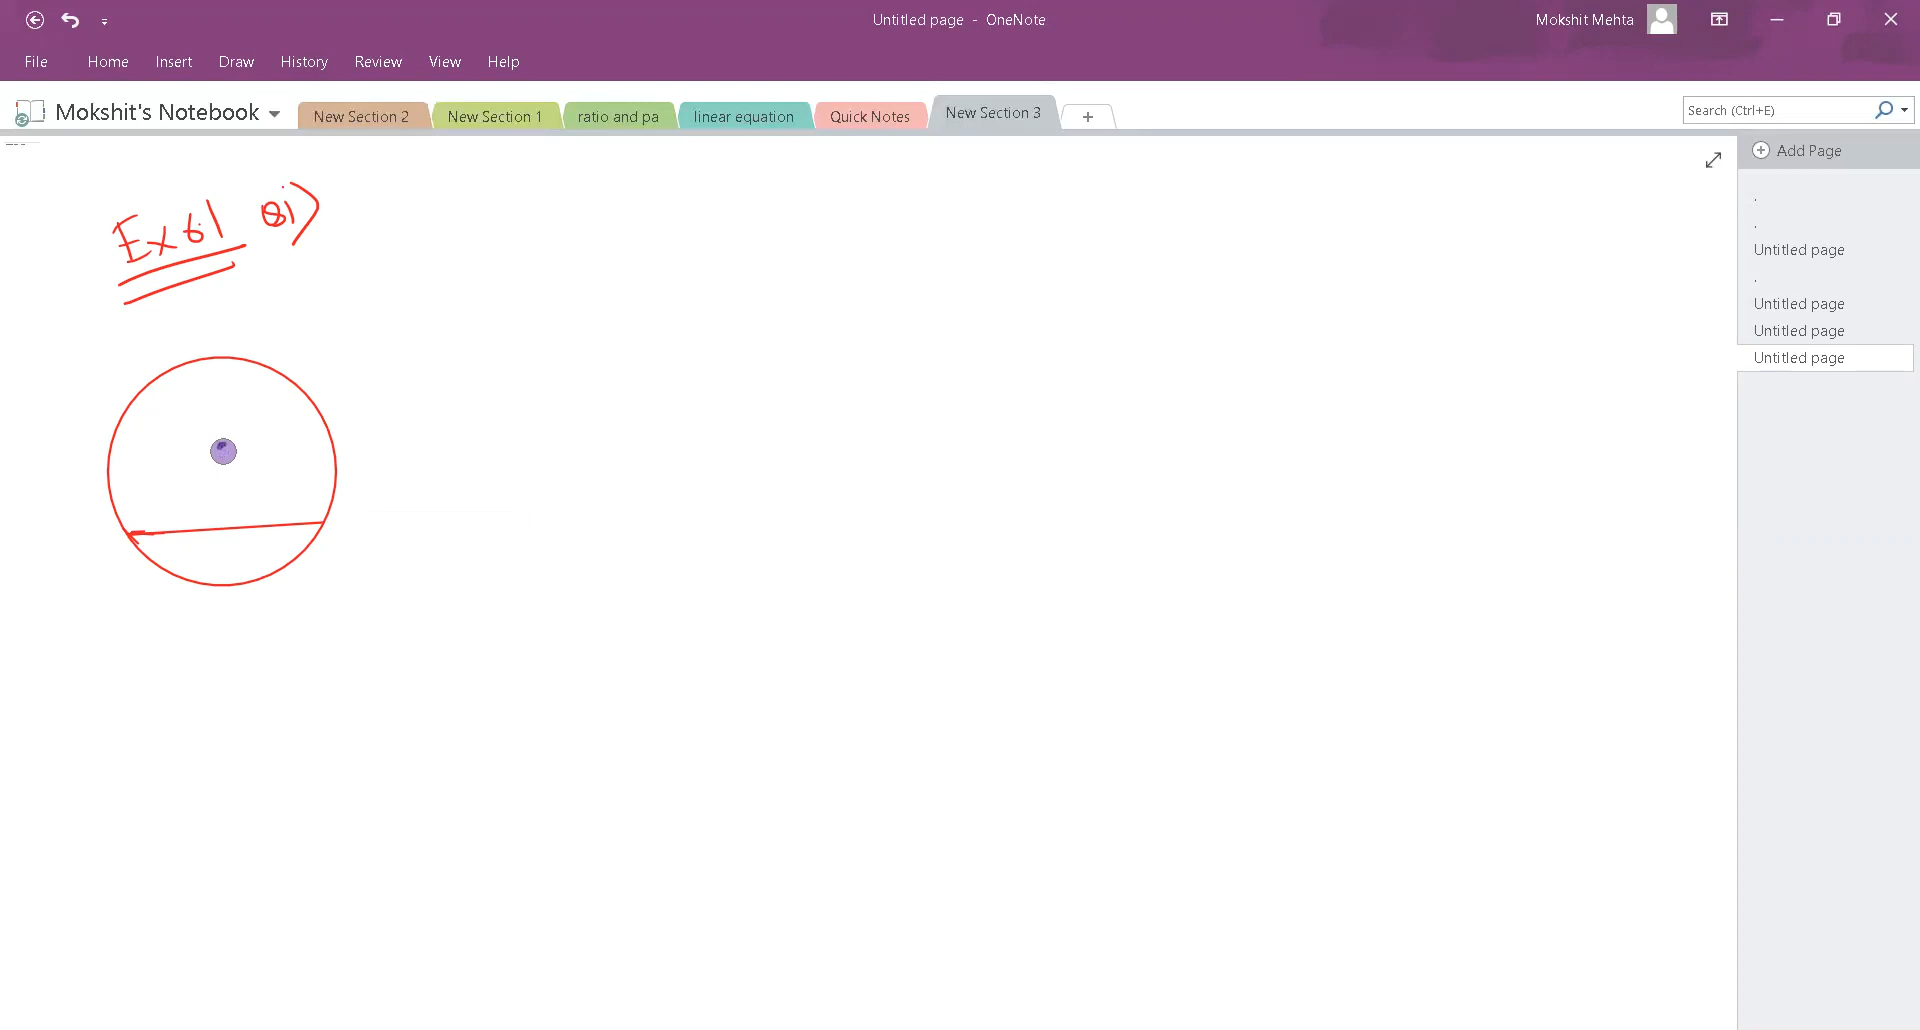 Untitled page - OneNote
Mokshit Mehta
File Home Insert Draw History Review View Help
Mokshit's Notebook
New Section 2 New Section 1 ratio and pa linear equation Quick Notes New Section 3 +
Search (Ctrl+E)
Add Page
.
.
Untitled page
.
Untitled page
Untitled page
Untitled page
Ex 6.1